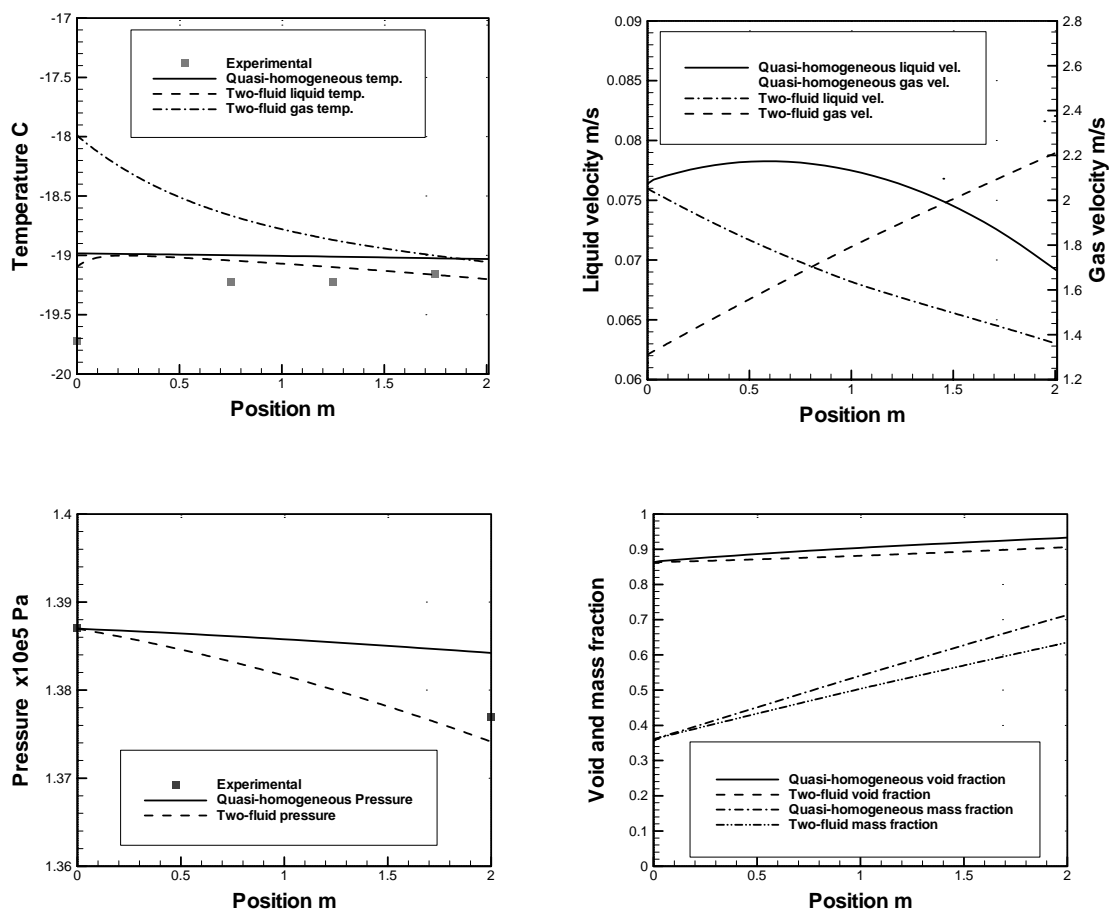 -17
-18
-18.5
-19
-19.5
-20
0
0.5
1
1.5
2
Temperature C
Position m
Experimental
Quasi-homogeneous temp.
Two-fluid liquid temp.
Two-fluid gas temp.
0.09
0.085
0.08
0.075
0.07
0.065
0.06
0
0.5
1
1.5
2
2.8
2.6
2.4
2.2
2
1.8
1.6
1.4
1.2
Liquid velocity m/s
Gas velocity m/s
Position m
Quasi-homogeneous liquid vel.
Quasi-homogeneous gas vel.
Two-fluid liquid vel.
Two-fluid gas vel.
1.4
1.39
1.38
1.37
1.36
0
0.5
1
1.5
2
Pressure x10e5 Pa
Position m
Experimental
Quasi-homogeneous Pressure
Two-fluid pressure
1
0.9
0.8
0.7
0.6
0.5
0.4
0.3
0.2
0.1
0
0
0.5
1
1.5
2
Void and mass fraction
Position m
Quasi-homogeneous void fraction
Two-fluid void fraction
Quasi-homogeneous mass fraction
Two-fluid mass fraction